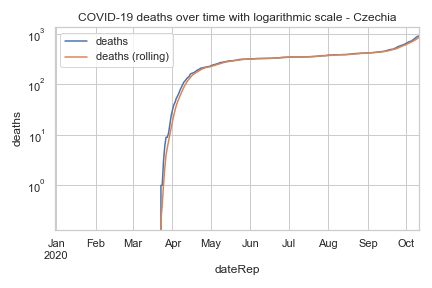 COVID-19 deaths over time with logarithmic scale - Czechia
deaths
deaths (rolling)
10³
10²
10¹
10⁰
deaths
Jan Feb Mar Apr May Jun Jul Aug Sep Oct
2020
dateRep